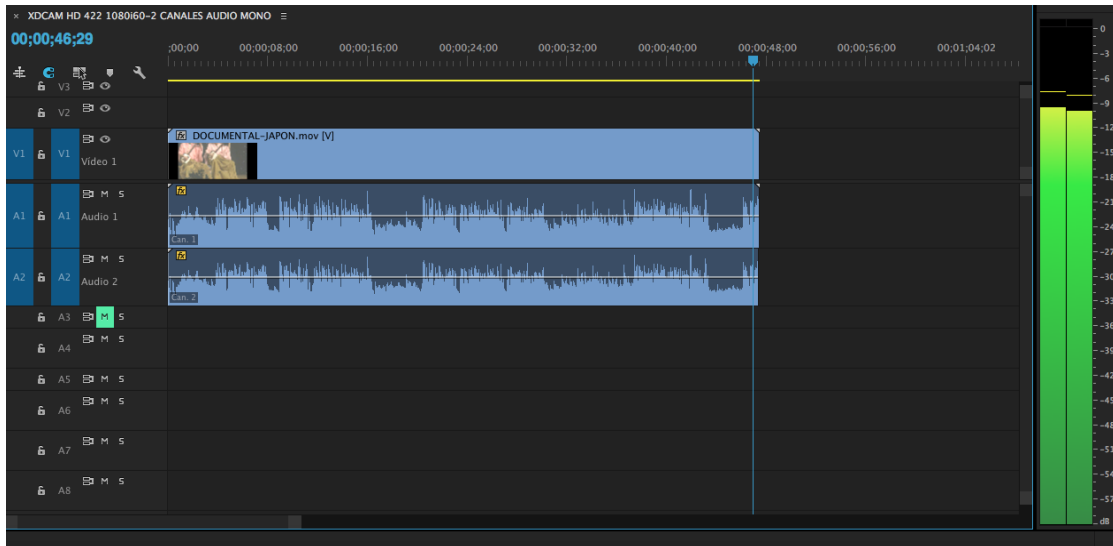 × XDCAM HD 422 1080i60-2 CANALES AUDIO MONO ≡
00;00;46;29
;00;00 00;00;08;00 00;00;16;00 00;00;24;00 00;00;32;00 00;00;40;00 00;00;48;00 00;00;56;00 00;01;04;02
V3
V2
V1 V1 Vídeo 1
fx DOCUMENTAL-JAPON.mov [V]
A1 A1 M S Audio 1
fx
Can. 1
A2 A2 M S Audio 2
fx
Can. 2
A3 M S
A4 M S
A5 M S
A6 M S
A7 M S
A8 M S
0
-3
-6
-9
-12
-15
-18
-21
-24
-27
-30
-33
-36
-39
-42
-45
-48
-51
-54
-57
dB